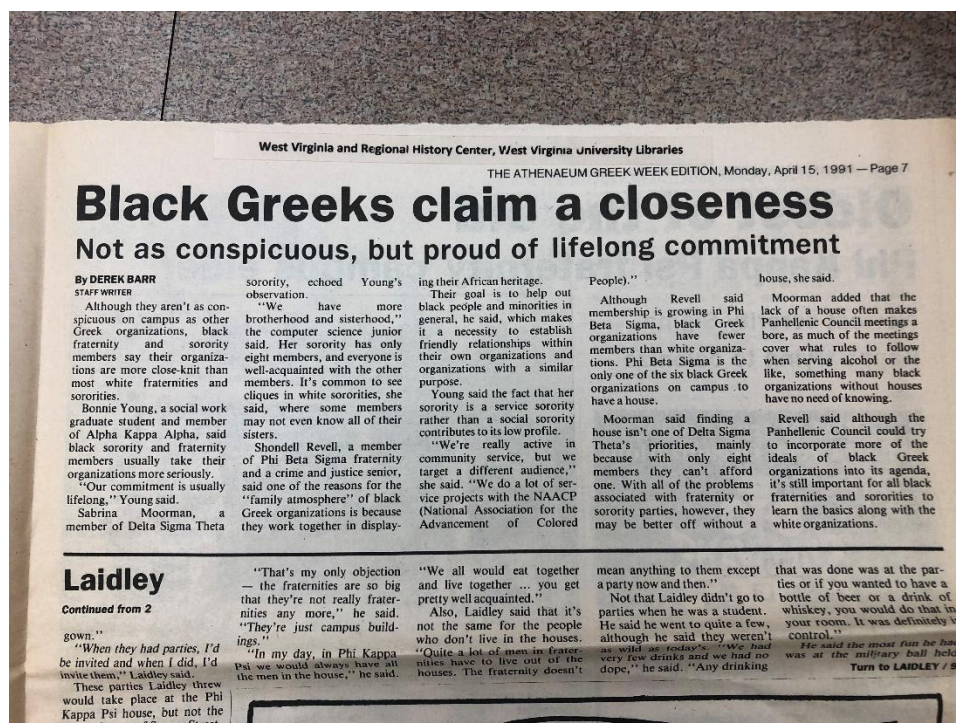 West Virginia and Regional History Center, West Virginia University Libraries
THE ATHENAEUM GREEK WEEK EDITION, Monday, April 15, 1991 — Page 7
Black Greeks claim a closeness
Not as conspicuous, but proud of lifelong commitment
By DEREK BARR
STAFF WRITER
Although they aren't as con-
spicuous on campus as other
Greek organizations, black
fraternity and sorority
members say their organiza-
tions are more close-knit than
most white fraternities and
sororities.
Bonnie Young, a social work
graduate student and member
of Alpha Kappa Alpha, said
black sorority and fraternity
members usually take their
organizations more seriously.
"Our commitment is usually
lifelong," Young said.
Sabrina Moorman, a
member of Delta Sigma Theta
sorority, echoed Young's
observation.
"We have more
brotherhood and sisterhood,"
the computer science junior
said. Her sorority has only
eight members, and everyone is
well-acquainted with the other
members. It's common to see
cliques in white sororities, she
said, where some members
may not even know all of their
sisters.
Shondell Revell, a member
of Phi Beta Sigma fraternity
and a crime and justice senior,
said one of the reasons for the
"family atmosphere" of black
Greek organizations is because
they work together in display-
ing their African heritage.
Their goal is to help out
black people and minorities in
general, he said, which makes
it a necessity to establish
friendly relationships within
their own organizations and
organizations with a similar
purpose.
Young said the fact that her
sorority is a service sorority
rather than a social sorority
contributes to its low profile.
"We're really active in
community service, but we
target a different audience,"
she said. "We do a lot of ser-
vice projects with the NAACP
(National Association for the
Advancement of Colored
People)."
Although Revell said
membership is growing in Phi
Beta Sigma, black Greek
organizations have fewer
members than white organiza-
tions. Phi Beta Sigma is the
only one of the six black Greek
organizations on campus to
have a house.
Moorman said finding a
house isn't one of Delta Sigma
Theta's priorities, mainly
because with only eight
members they can't afford
one. With all of the problems
associated with fraternity or
sorority parties, however, they
may be better off without a
house, she said.
Moorman added that the
lack of a house often makes
Panhellenic Council meetings a
bore, as much of the meetings
cover what rules to follow
when serving alcohol or the
like, something many black
organizations without houses
have no need of knowing.
Revell said although the
Panhellenic Council could try
to incorporate more of the
ideals of black Greek
organizations into its agenda,
it's still important for all black
fraternities and sororities to
learn the basics along with the
white organizations.
Laidley
Continued from 2
gown."
"When they had parties, I'd
be invited and when I did, I'd
invite them," Laidley said.
These parties Laidley threw
would take place at the Phi
Kappa Psi house, but not the
"That's my only objection
— the fraternities are so big
that they're not really frater-
nities any more," he said.
"They're just campus build-
ings."
"In my day, in Phi Kappa
Psi we would always have all
the men in the house," he said.
"We all would eat together
and live together ... you get
pretty well acquainted."
Also, Laidley said that it's
not the same for the people
who don't live in the houses.
"Quite a lot of men in frater-
nities have to live out of the
houses. The fraternity doesn't
mean anything to them except
a party now and then."
Not that Laidley didn't go to
parties when he was a student.
He said he went to quite a few,
although he said they weren't
as wild as today's. "We had
very few drinks and we had no
dope," he said. "Any drinking
that was done was at the par-
ties or if you wanted to have a
bottle of beer or a drink of
whiskey, you would do that in
your room. It was definitely in
control."
He said the most fun he had
was at the military ball held
Turn to LAIDLEY / 9